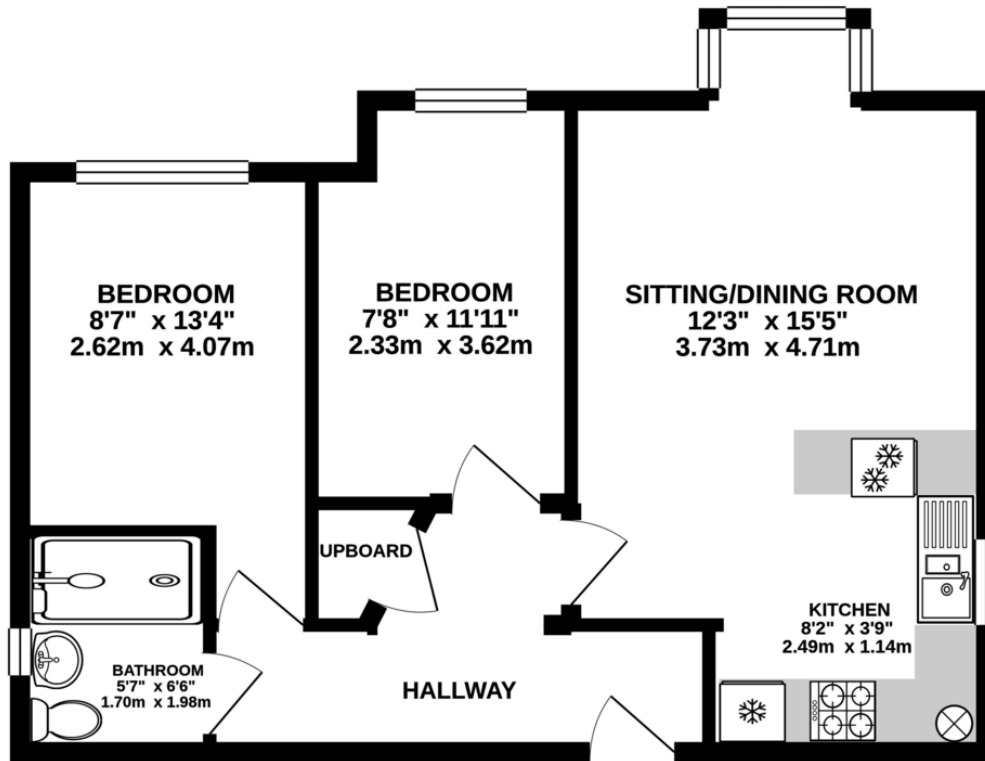 BEDROOM
8'7" x 13'4"
2.62m x 4.07m
BEDROOM
7'8" x 11'11"
2.33m x 3.62m
SITTING/DINING ROOM
12'3" x 15'5"
3.73m x 4.71m
UPBOARD
KITCHEN
8'2" x 3'9"
2.49m x 1.14m
BATHROOM
5'7" x 6'6"
1.70m x 1.98m
HALLWAY